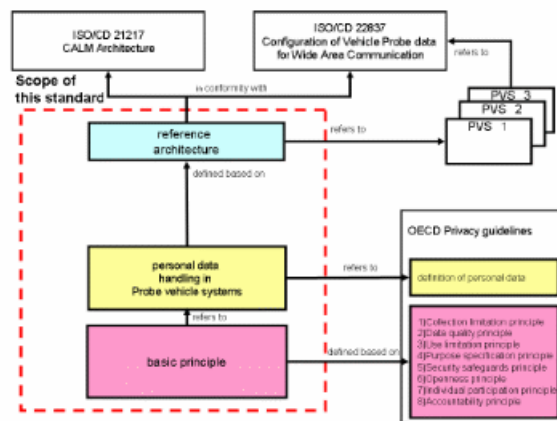 ISO/CD 21217
CALM Architecture
ISO/CD 22837
Configuration of Vehicle Probe data
for Wide Area Communication
refers to
Scope of
this standard
in conformity with
PVS 3
PVS 2
PVS 1
reference
architecture
refers to
defined based on
OECD Privacy guidelines
personal data
handling in
Probe vehicle systems
refers to
definition of personal data
refers to
basic principle
defined based on
1)Collection limitation principle
2)Data quality principle
3)Use limitation principle
4)Purpose specification principle
5)Security safeguards principle
6)Openness principle
7)Individual participation principle
8)Accountability principle